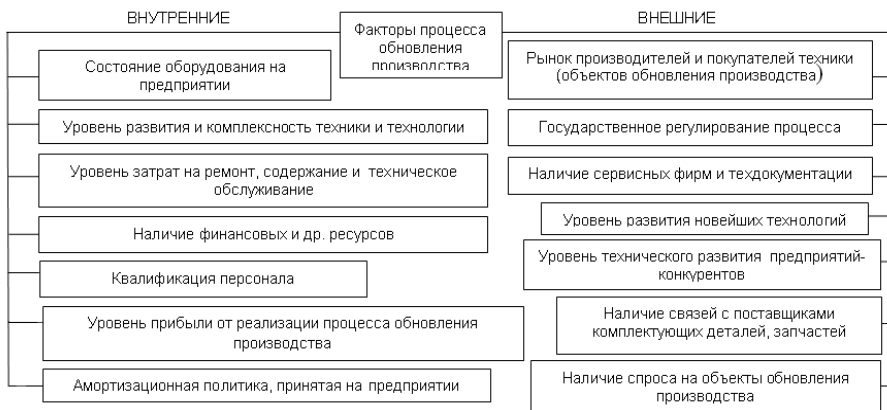 ВНУТРЕННИЕ
Факторы процесса
обновления
производства
ВНЕШНИЕ
Состояние оборудования на
предприятии
Уровень развития и комплексность техники и технологии
Уровень затрат на ремонт, содержание и техническое
обслуживание
Наличие финансовых и др. ресурсов
Квалификация персонала
Уровень прибыли от реализации процесса обновления
производства
Амортизационная политика, принятая на предприятии
Рынок производителей и покупателей техники
(объектов обновления производства)
Государственное регулирование процесса
Наличие сервисных фирм и техдокументации
Уровень развития новейших технологий
Уровень технического развития предприятий-
конкурентов
Наличие связей с поставщиками
комплектующих деталей, запчастей
Наличие спроса на объекты обновления
производства